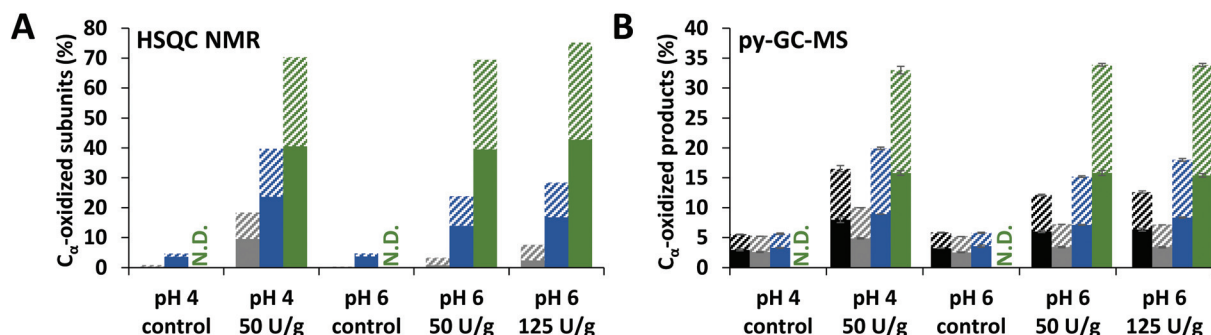 A
HSQC NMR
Cα-oxidized subunits (%)
80
70
60
50
40
30
20
10
0
N.D.
N.D.
pH 4 pH 4 pH 6 pH 6 pH 6
control 50 U/g control 50 U/g 125 U/g
B
py-GC-MS
Cα-oxidized products (%)
40
35
30
25
20
15
10
5
0
N.D.
N.D.
pH 4 pH 4 pH 6 pH 6 pH 6
control 50 U/g control 50 U/g 125 U/g